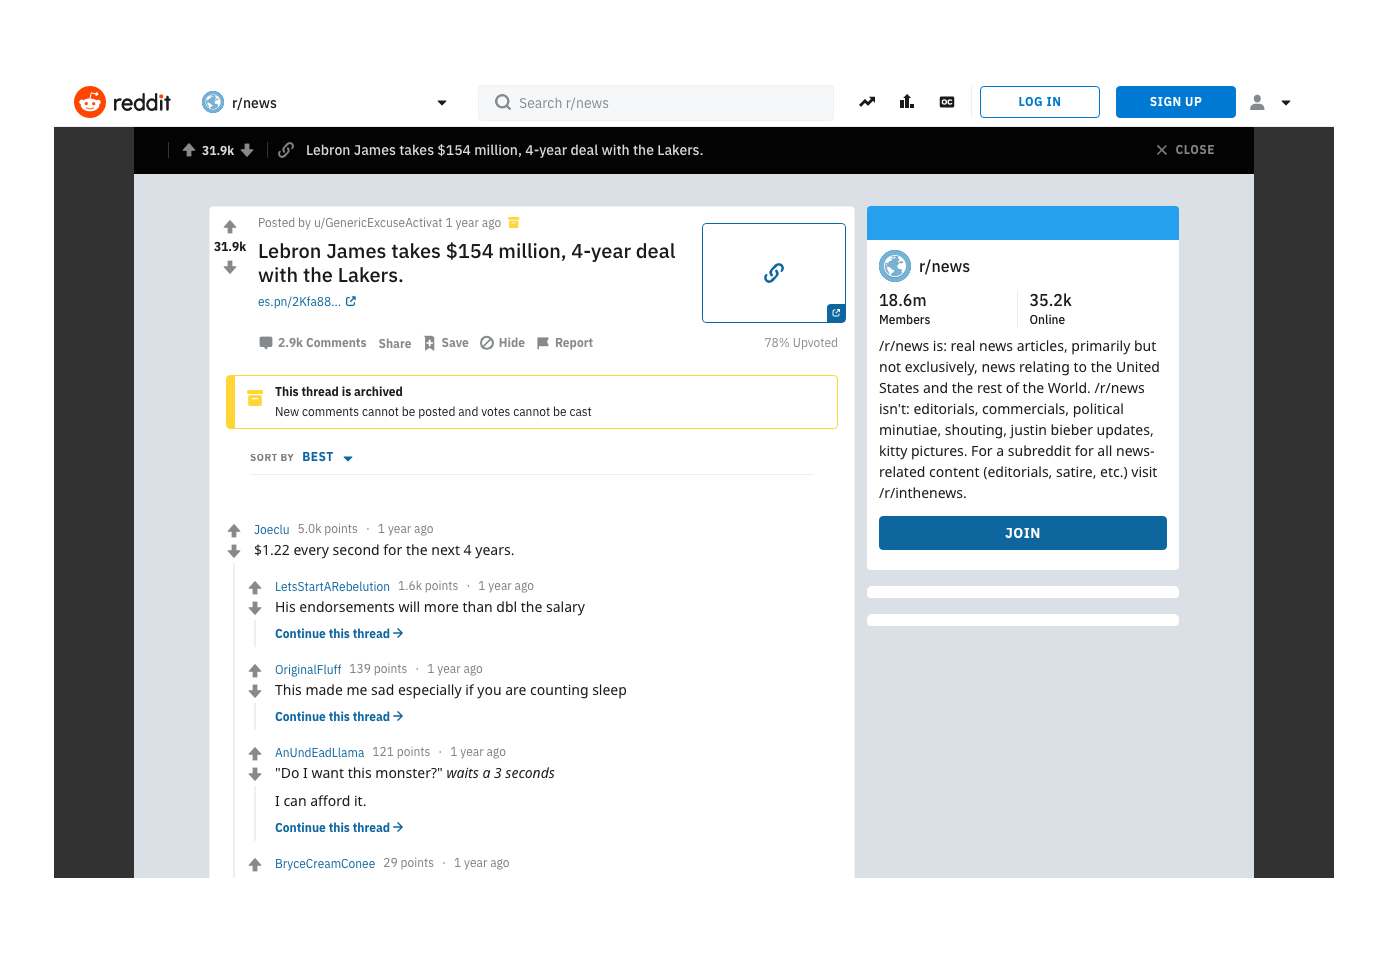 reddit
r/news
Search r/news
OC
LOG IN
SIGN UP
31.9k
Lebron James takes $154 million, 4-year deal with the Lakers.
CLOSE
Posted by u/GenericExcuseActivat 1 year ago
31.9k
Lebron James takes $154 million, 4-year deal
with the Lakers.
es.pn/2Kfa88...
2.9k Comments
Share
Save
Hide
Report
78% Upvoted
This thread is archived
New comments cannot be posted and votes cannot be cast
SORT BY BEST
Joeclu 5.0k points · 1 year ago
$1.22 every second for the next 4 years.
LetsStartARebelution 1.6k points · 1 year ago
His endorsements will more than dbl the salary
Continue this thread
OriginalFluff 139 points · 1 year ago
This made me sad especially if you are counting sleep
Continue this thread
AnUndEadLlama 121 points · 1 year ago
"Do I want this monster?" waits a 3 seconds
I can afford it.
Continue this thread
BryceCreamConee 29 points · 1 year ago
r/news
18.6m
Members
35.2k
Online
/r/news is: real news articles, primarily but
not exclusively, news relating to the United
States and the rest of the World. /r/news
isn't: editorials, commercials, political
minutiae, shouting, justin bieber updates,
kitty pictures. For a subreddit for all news-
related content (editorials, satire, etc.) visit
/r/inthenews.
JOIN